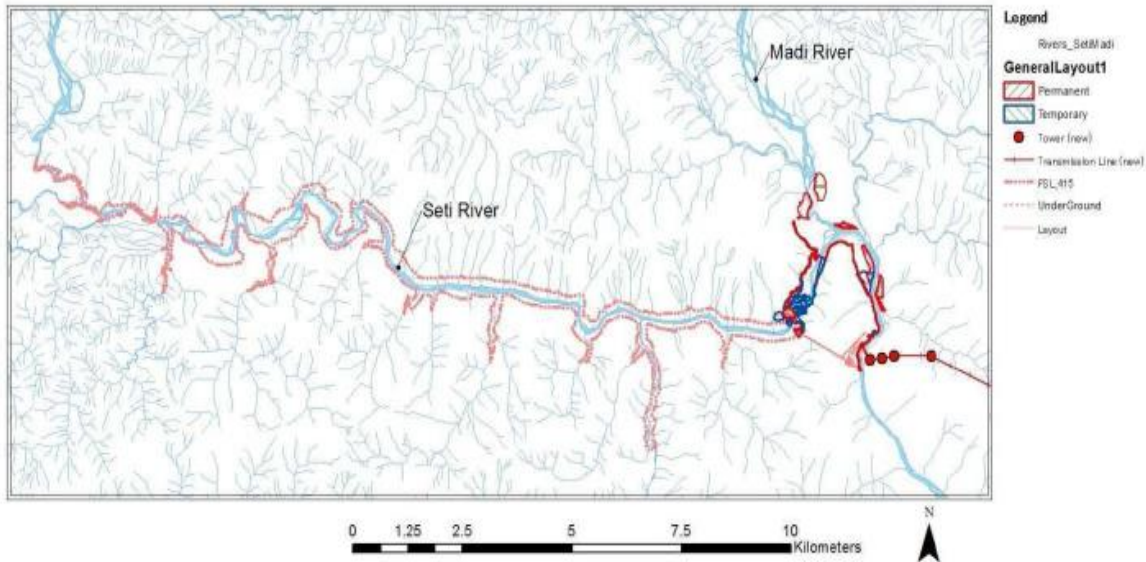 Madi River
Seti River
Legend
Rivers_SetiMadi
GeneralLayout1
Permanent
Temporary
Tower (new)
Transmission Line (new)
FSL_415
UnderGround
Layout
0 1.25 2.5 5 7.5 10
Kilometers
N